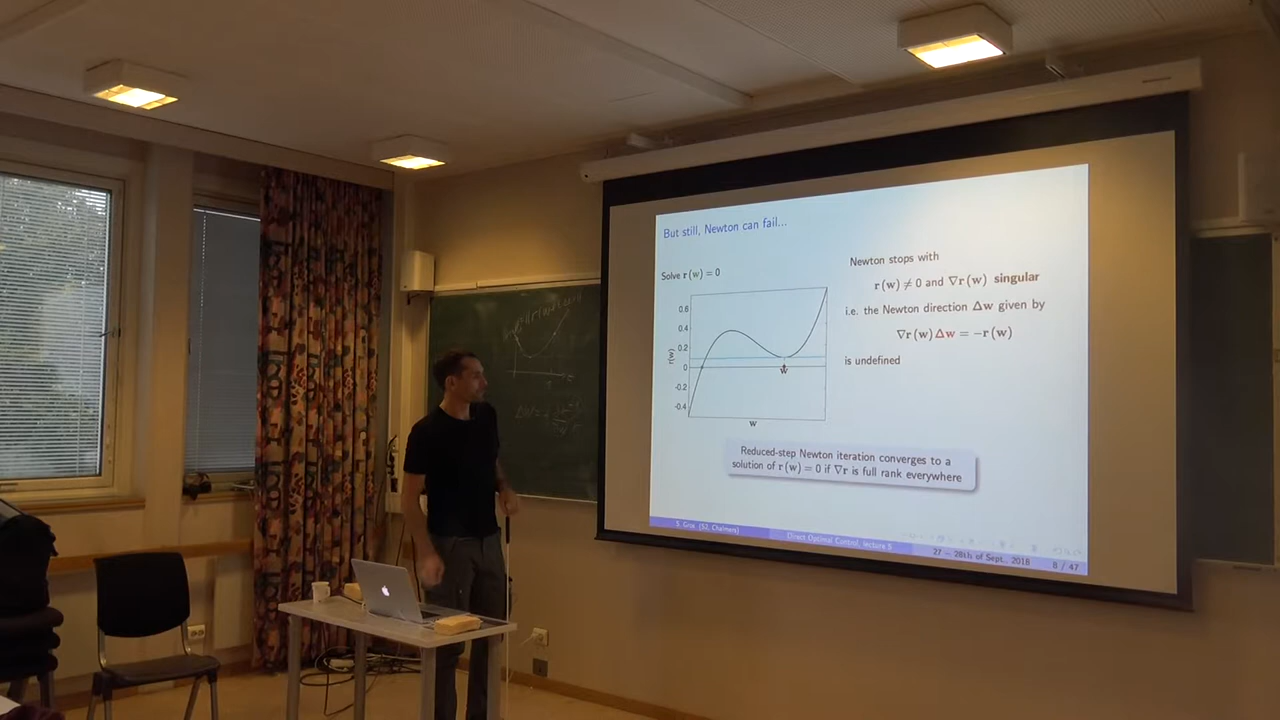 But still, Newton can fail...
Solve r(w) = 0
0.6
0.4
0.2
0
-0.2
-0.4
r(w)
w
w
Newton stops with
r(w) ≠ 0 and ∇r(w) singular
i.e. the Newton direction Δw given by
∇r(w) Δw = −r(w)
is undefined
Reduced-step Newton iteration converges to a
solution of r(w) = 0 if ∇r is full rank everywhere
S. Gros (S2, Chalmers)
Direct Optimal Control, lecture 5
27 – 28th of Sept., 2018
8 / 47